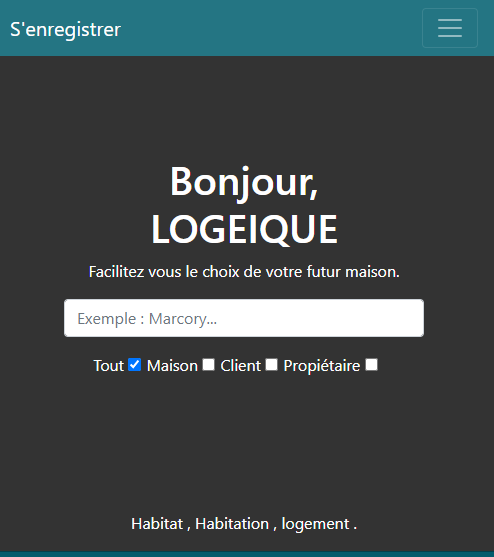 S'enregistrer
Bonjour,
LOGEIQUE
Facilitez vous le choix de votre futur maison.
Exemple : Marcory...
Tout Maison Client Propiétaire
Habitat , Habitation , logement .